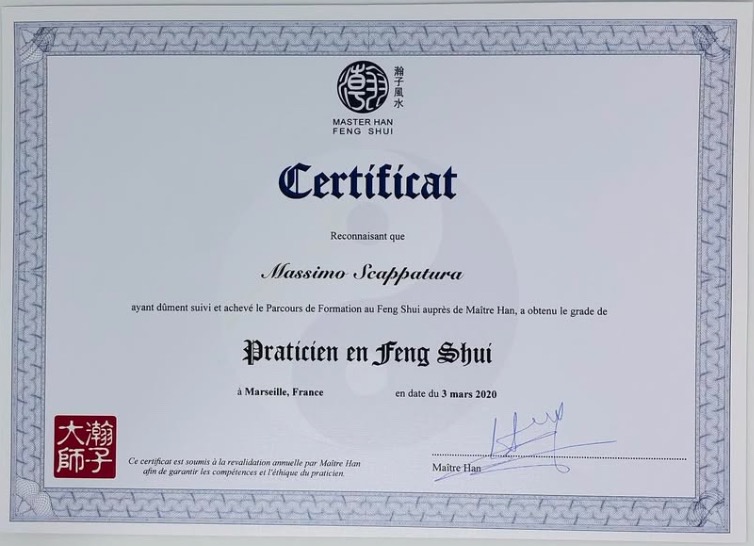 瀚子風水
MASTER HAN
FENG SHUI
Certificat
Reconnaisant que
Massimo Scappatura
ayant dûment suivi et achevé le Parcours de Formation au Feng Shui auprès de Maître Han, a obtenu le grade de
Praticien en Feng Shui
à Marseille, France en date du 3 mars 2020
瀚子
大師
Ce certificat est soumis à la revalidation annuelle par Maître Han
afin de garantir les compétences et l'éthique du praticien.
Maître Han